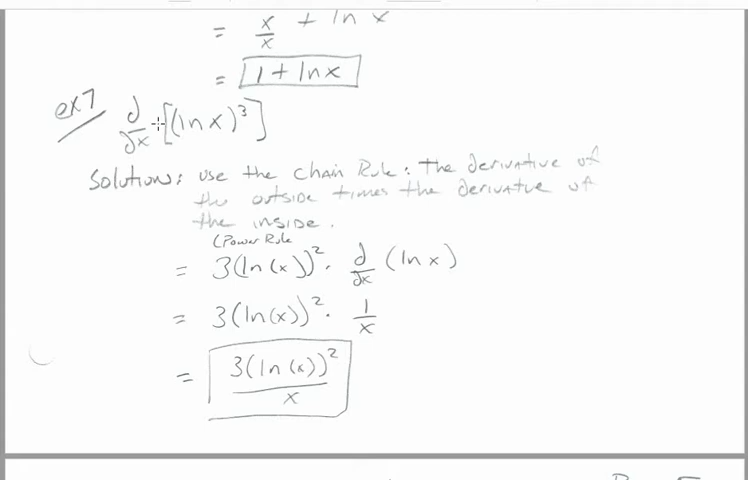 = x/x + ln x
= 1 + ln x
ex7 d/dx [(ln x)^3]
Solution: Use the Chain Rule: The derivative of
the outside times the derivative of
the inside.
(Power Rule
= 3(ln(x))^2 · d/dx (ln x)
= 3(ln(x))^2 · 1/x
= 3(ln(x))^2 / x